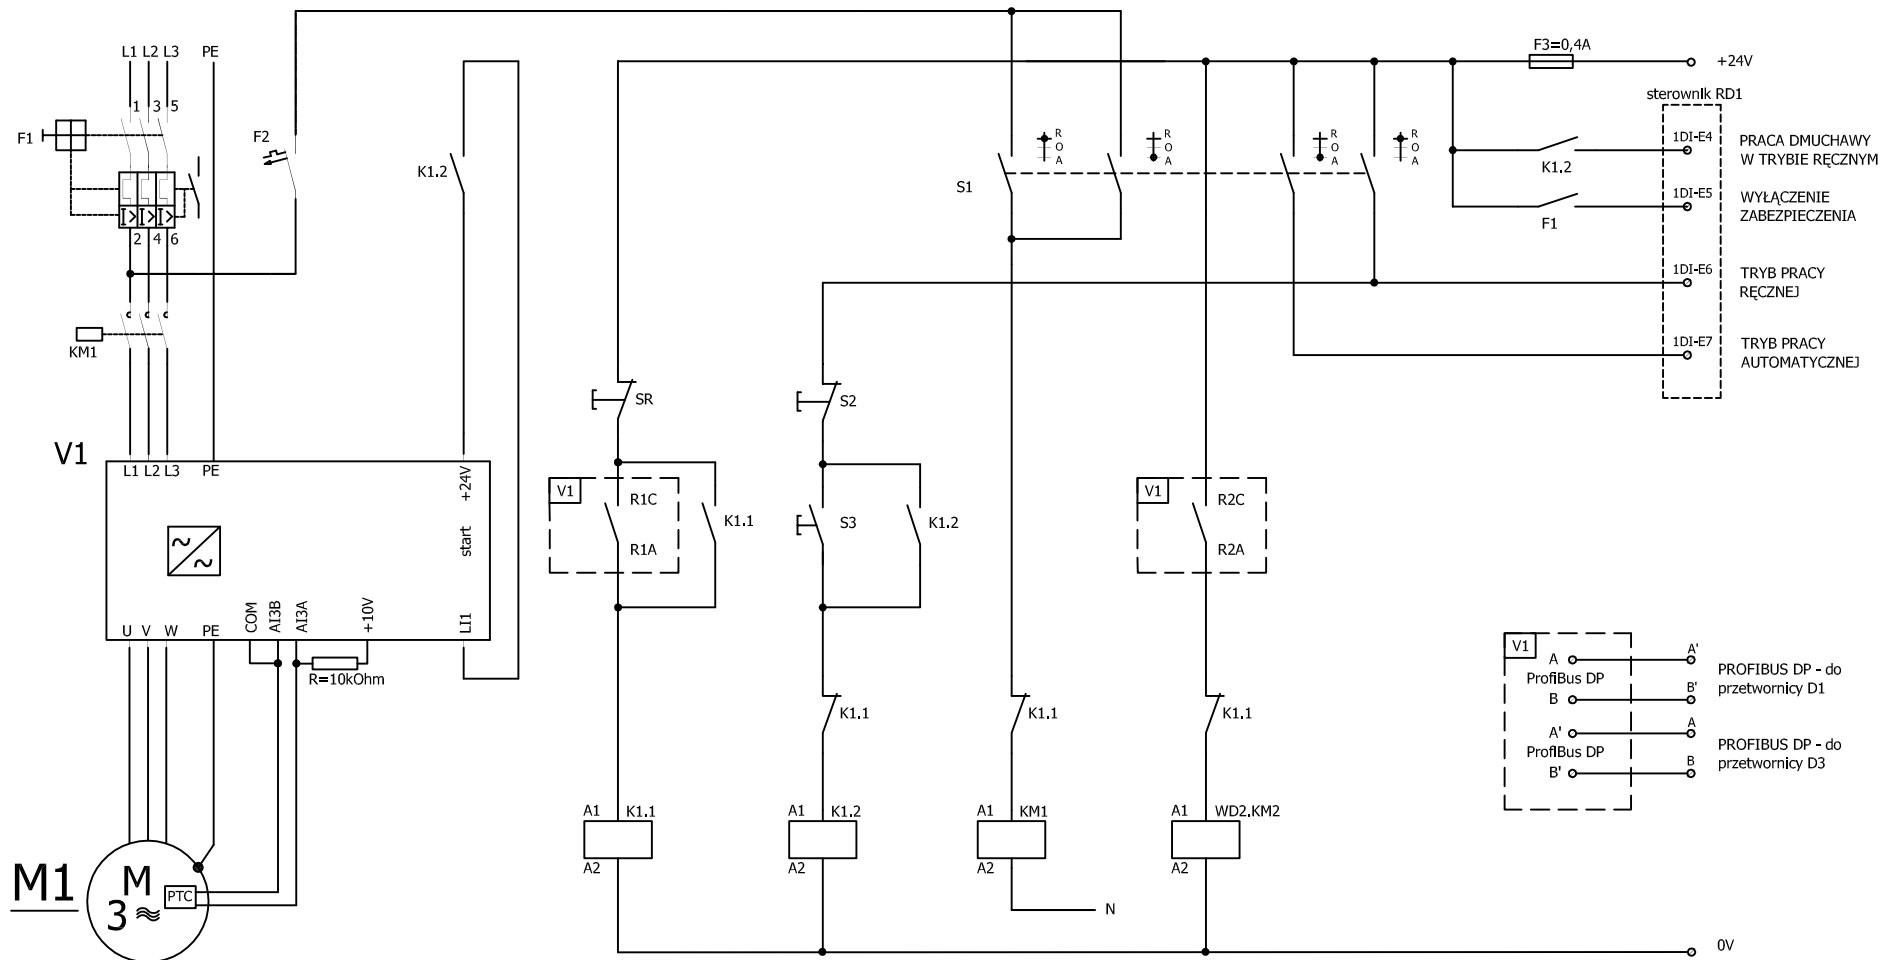 L1 L2 L3 PE
1 3 5
F1
2 4 6
F2
K1.2
KM1
V1
L1 L2 L3 PE
+24V
start
LI1
U V W PE
COM
AI3B
AI3A
+10V
R=10kOhm
M1
M
3
PTC
S1
R
O
A
R
O
A
R
O
A
R
O
A
F3=0,4A
+24V
sterownik RD1
1DI-E4
PRACA DMUCHAWY
W TRYBIE RĘCZNYM
K1.2
1DI-E5
WYŁĄCZENIE
ZABEZPIECZENIA
F1
1DI-E6
TRYB PRACY
RĘCZNEJ
1DI-E7
TRYB PRACY
AUTOMATYCZNEJ
SR
V1
R1C
R1A
K1.1
S2
S3
K1.2
V1
R2C
R2A
K1.1
K1.1
K1.1
A1 K1.1
A2
A1 K1.2
A2
A1 KM1
A2
A1 WD2.KM2
A2
N
0V
V1
A
A'
ProfiBus DP
B
B'
PROFIBUS DP - do
przetwornicy D1
A'
A
ProfiBus DP
B'
B
PROFIBUS DP - do
przetwornicy D3